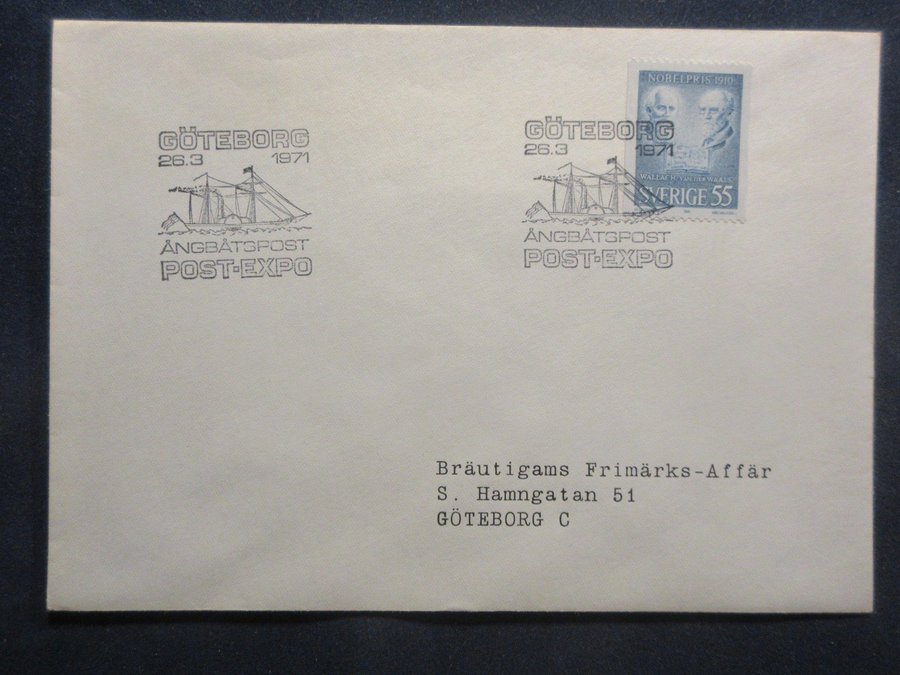 GÖTEBORG
26.3 1971
ÅNGBÅTSPOST
POST-EXPO
GÖTEBORG
26.3 1971
ÅNGBÅTSPOST
POST-EXPO
NOBELPRIS 1910
WALLACH · VAN DER WAALS
SVERIGE 55
Bräutigams Frimärks-Affär
S. Hamngatan 51
GÖTEBORG C